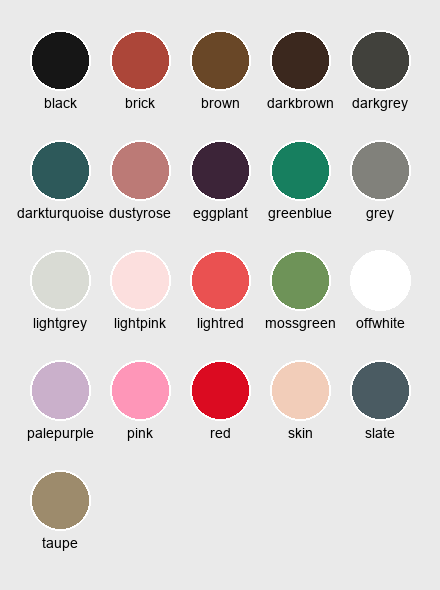 black brick brown darkbrown darkgrey
darkturquoise dustyrose eggplant greenblue grey
lightgrey lightpink lightred mossgreen offwhite
palepurple pink red skin slate
taupe